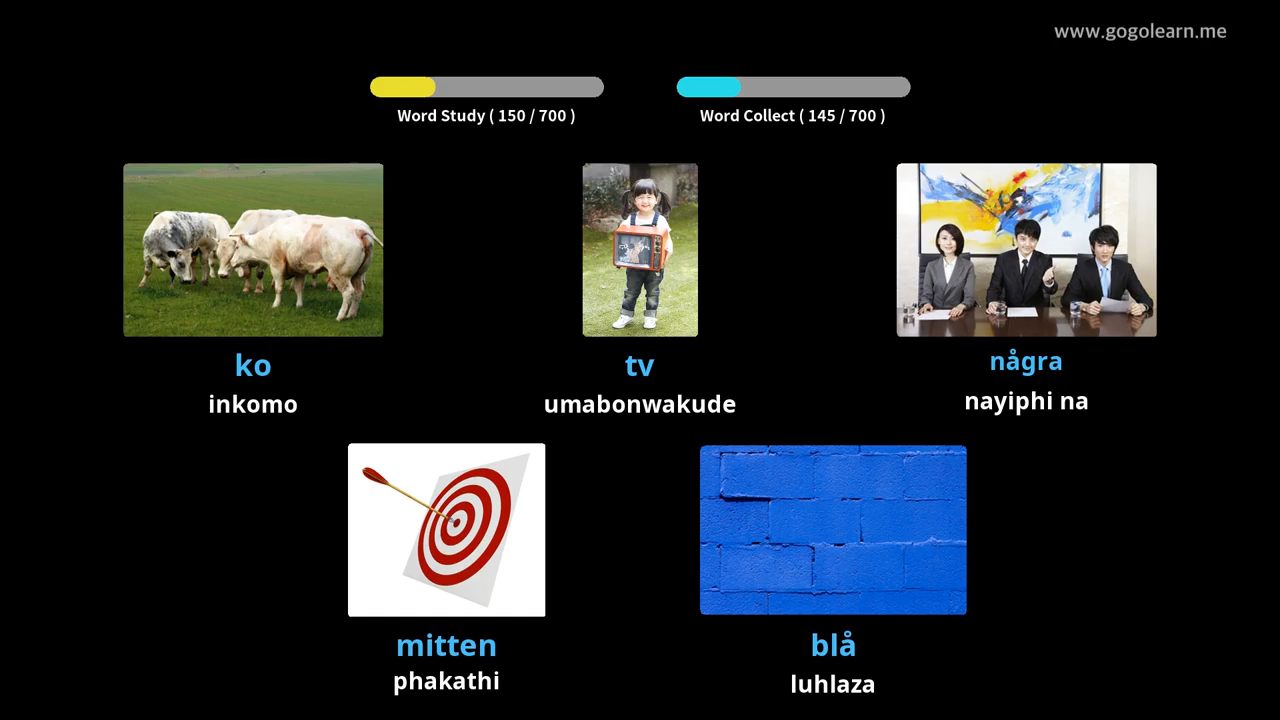 www.gogolearn.me
Word Study ( 150 / 700 )
Word Collect ( 145 / 700 )
ko
inkomo
tv
umabonwakude
några
nayiphi na
mitten
phakathi
blå
luhlaza